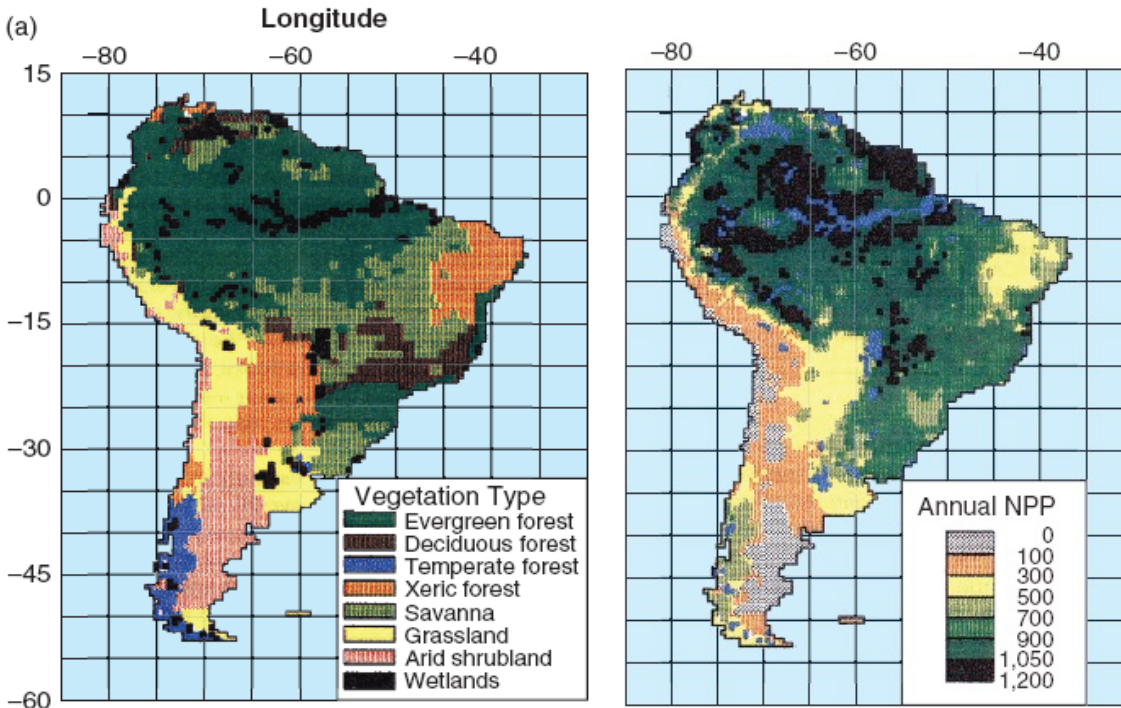 (a)
Longitude
−80 −60 −40
−80 −60 −40
15
0
−15
−30
−45
−60
Vegetation Type
Evergreen forest
Deciduous forest
Temperate forest
Xeric forest
Savanna
Grassland
Arid shrubland
Wetlands
Annual NPP
0
100
300
500
700
900
1,050
1,200